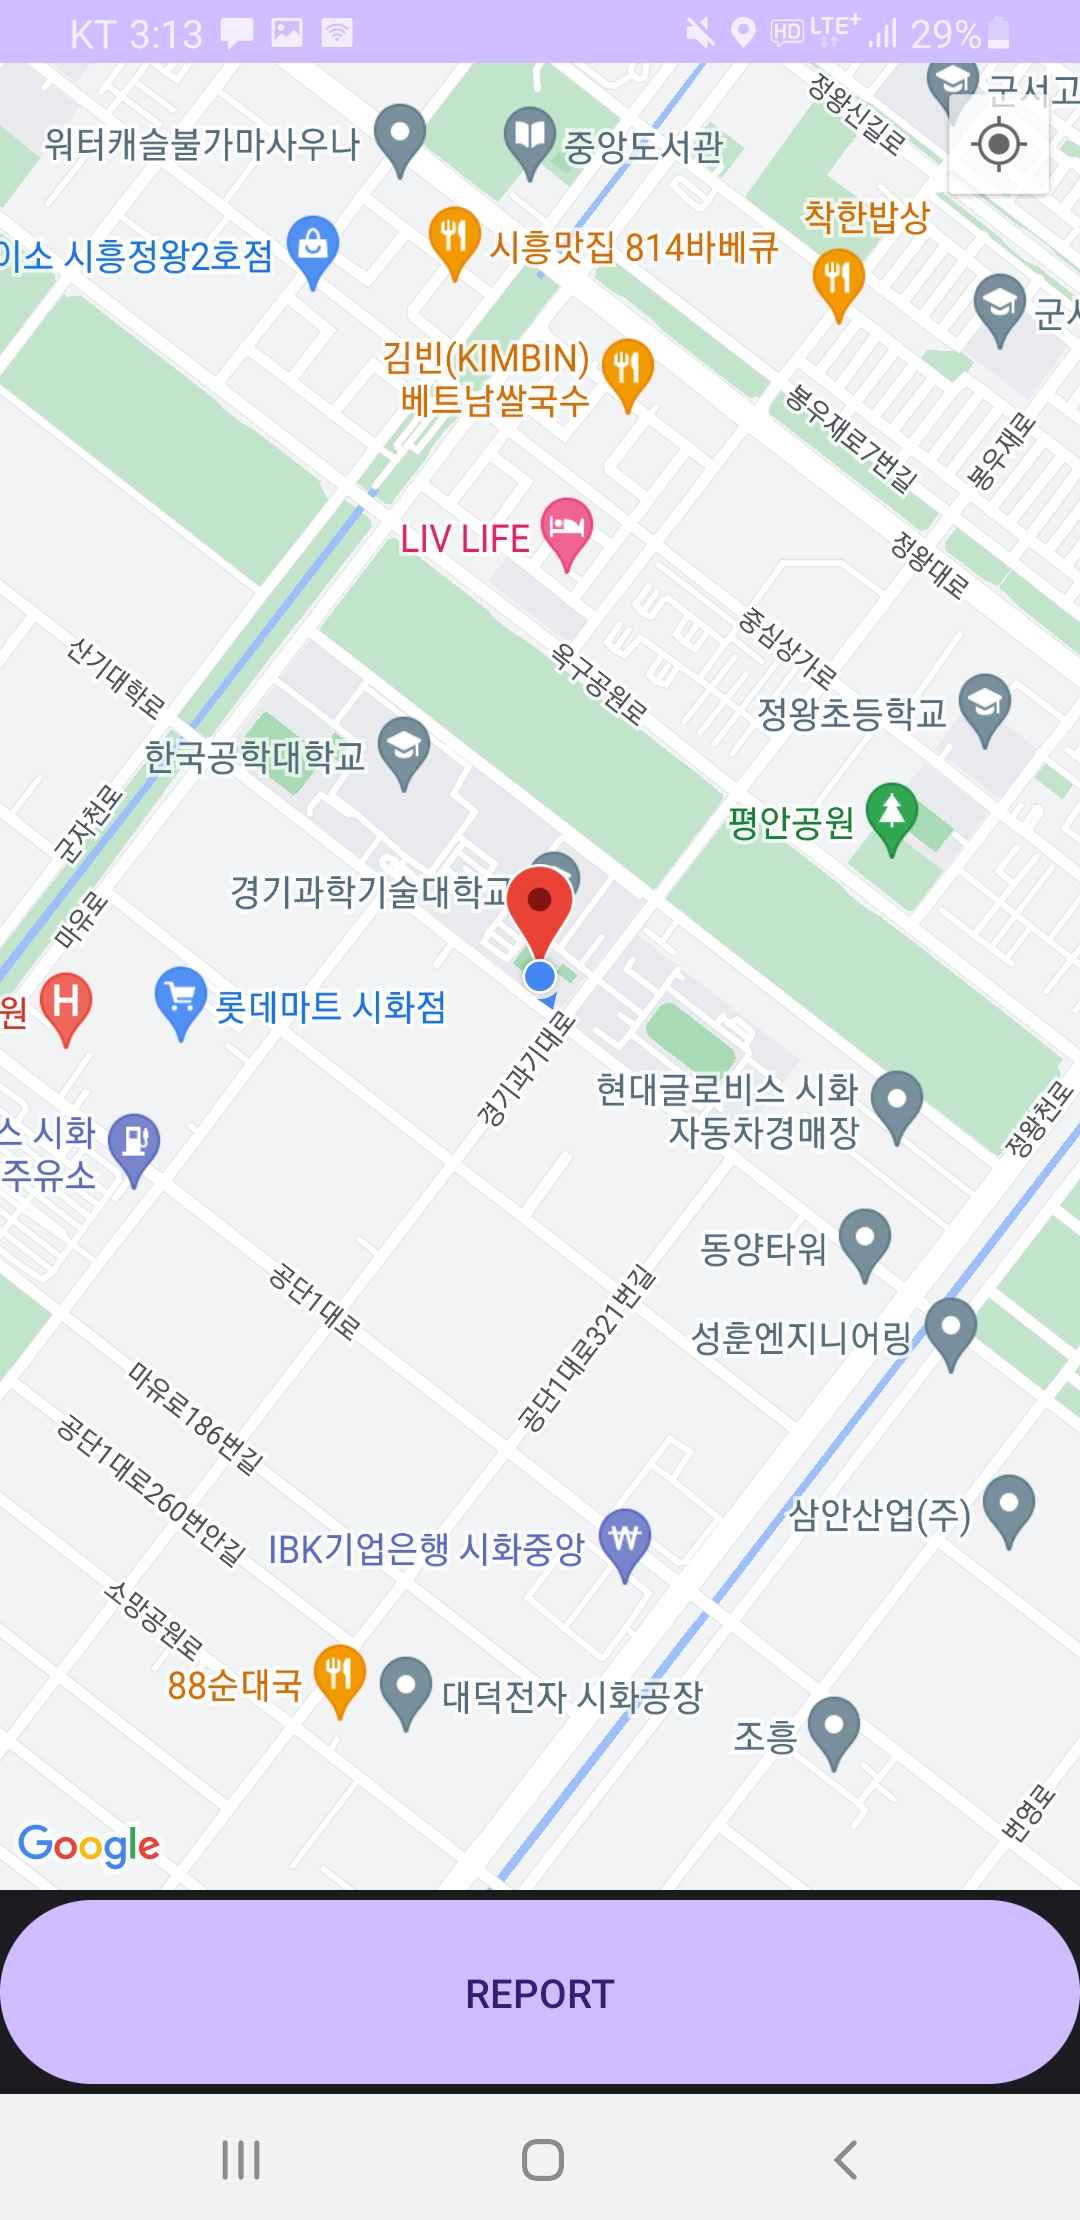 KT 3:13
HD LTE+ 29%
군서고
정왕신길로
워터캐슬불가마사우나
중앙도서관
착한밥상
이소 시흥정왕2호점
시흥맛집 814바베큐
군서
김빈(KIMBIN)
베트남쌀국수
봉우재로7번길
봉우재로
LIV LIFE
정왕대로
중심상가로
산기대학로
옥구공원로
정왕초등학교
한국공학대학교
평안공원
군자천로
경기과학기술대학교
마유로
원
롯데마트 시화점
경기과기대로
현대글로비스 시화
자동차경매장
정왕천로
스 시화
주유소
동양타워
공단1대로
공단1대로321번길
성훈엔지니어링
마유로186번길
공단1대로260번안길
삼안산업(주)
IBK기업은행 시화중앙
소망공원로
88순대국
대덕전자 시화공장
조흥
번영로
Google
REPORT